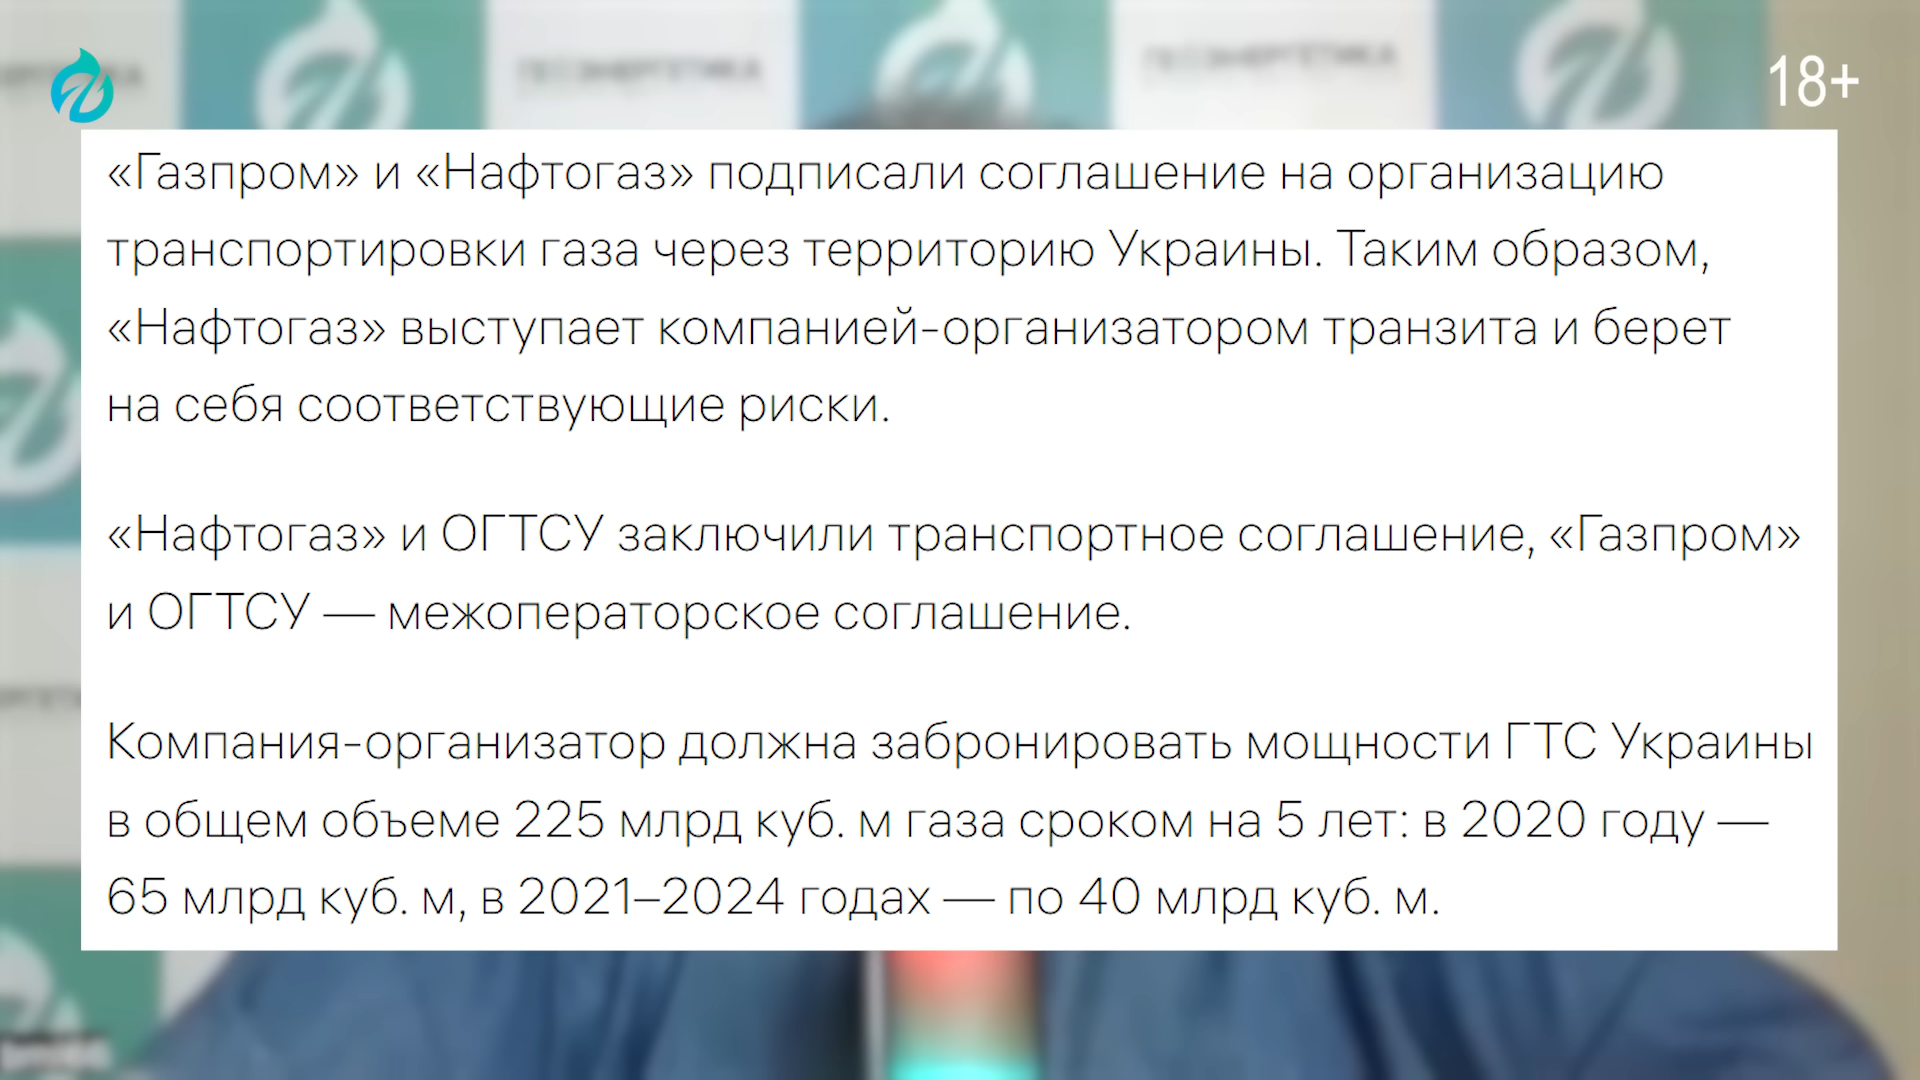 ГЕОЭНЕРГЕТИКА
ГЕОЭНЕРГЕТИКА
18+
«Газпром» и «Нафтогаз» подписали соглашение на организацию
транспортировки газа через территорию Украины. Таким образом,
«Нафтогаз» выступает компанией-организатором транзита и берет
на себя соответствующие риски.
«Нафтогаз» и ОГТСУ заключили транспортное соглашение, «Газпром»
и ОГТСУ — межоператорское соглашение.
Компания-организатор должна забронировать мощности ГТС Украины
в общем объеме 225 млрд куб. м газа сроком на 5 лет: в 2020 году —
65 млрд куб. м, в 2021–2024 годах — по 40 млрд куб. м.